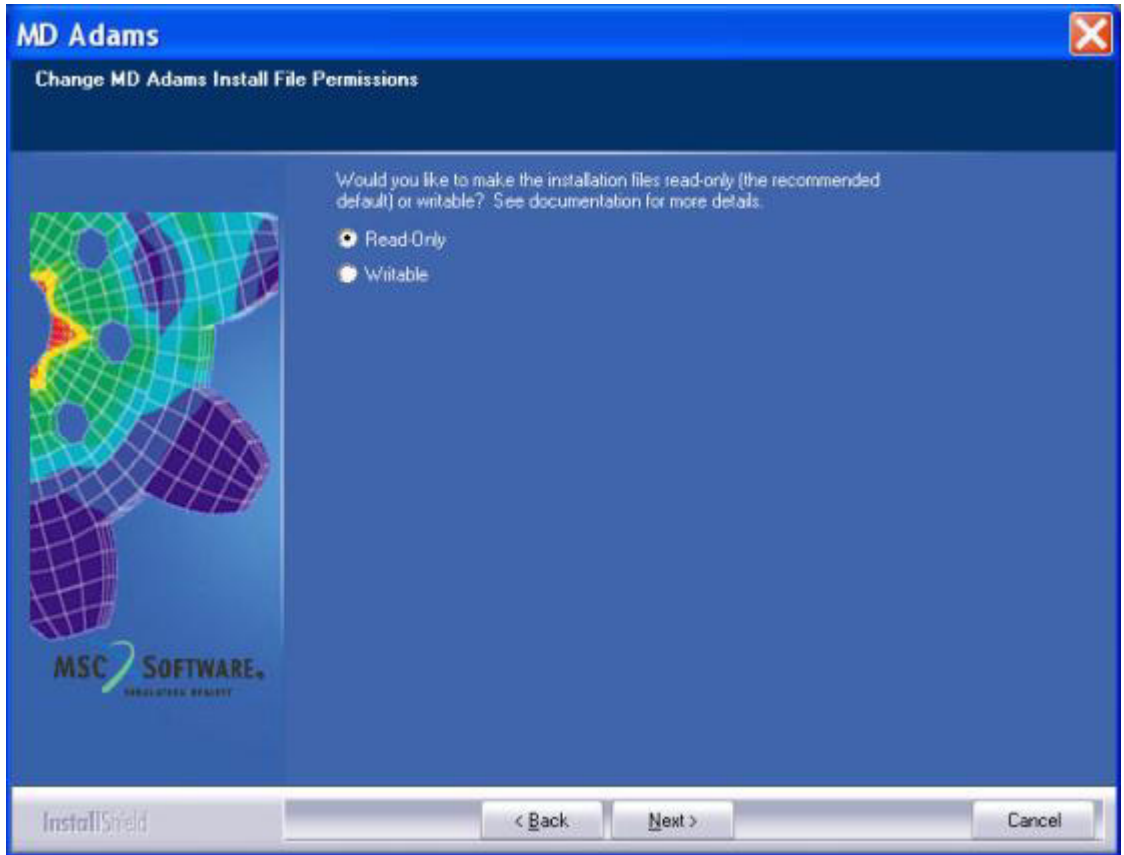 MD Adams
Change MD Adams Install File Permissions
Would you like to make the installation files read-only (the recommended
default) or writable? See documentation for more details.
Read-Only
Writable
MSC SOFTWARE
InstallShield
< Back
Next >
Cancel